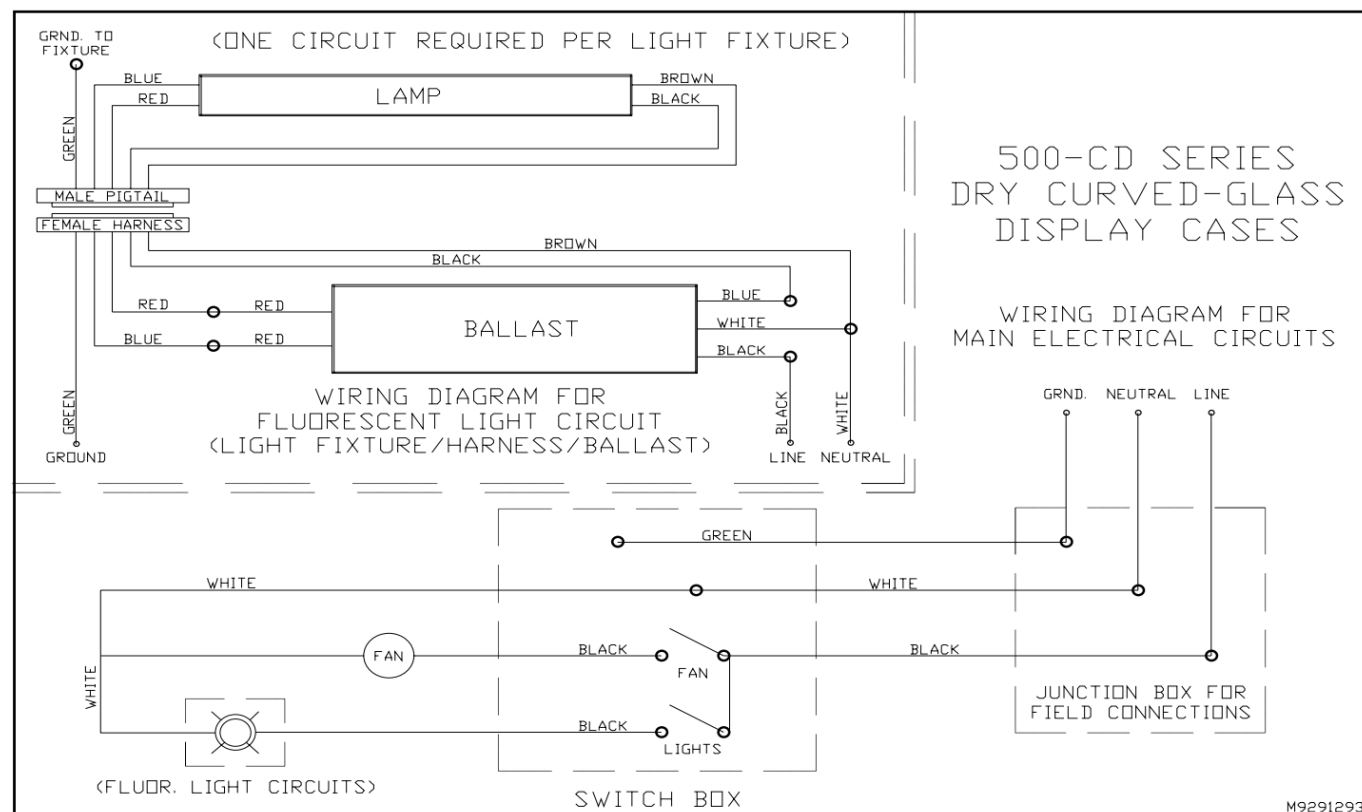 GRND. TO
FIXTURE
(ONE CIRCUIT REQUIRED PER LIGHT FIXTURE)
BLUE
RED
LAMP
BROWN
BLACK
GREEN
MALE PIGTAIL
FEMALE HARNESS
BROWN
BLACK
RED
RED
BLUE
RED
BALLAST
BLUE
WHITE
BLACK
GREEN
BLACK
WHITE
WIRING DIAGRAM FOR
FLUORESCENT LIGHT CIRCUIT
(LIGHT FIXTURE/HARNESS/BALLAST)
GROUND
LINE
NEUTRAL
500-CD SERIES
DRY CURVED-GLASS
DISPLAY CASES
WIRING DIAGRAM FOR
MAIN ELECTRICAL CIRCUITS
GRND.
NEUTRAL
LINE
GREEN
WHITE
WHITE
WHITE
FAN
BLACK
FAN
BLACK
BLACK
LIGHTS
JUNCTION BOX FOR
FIELD CONNECTIONS
(FLUOR. LIGHT CIRCUITS)
SWITCH BOX
M9291293